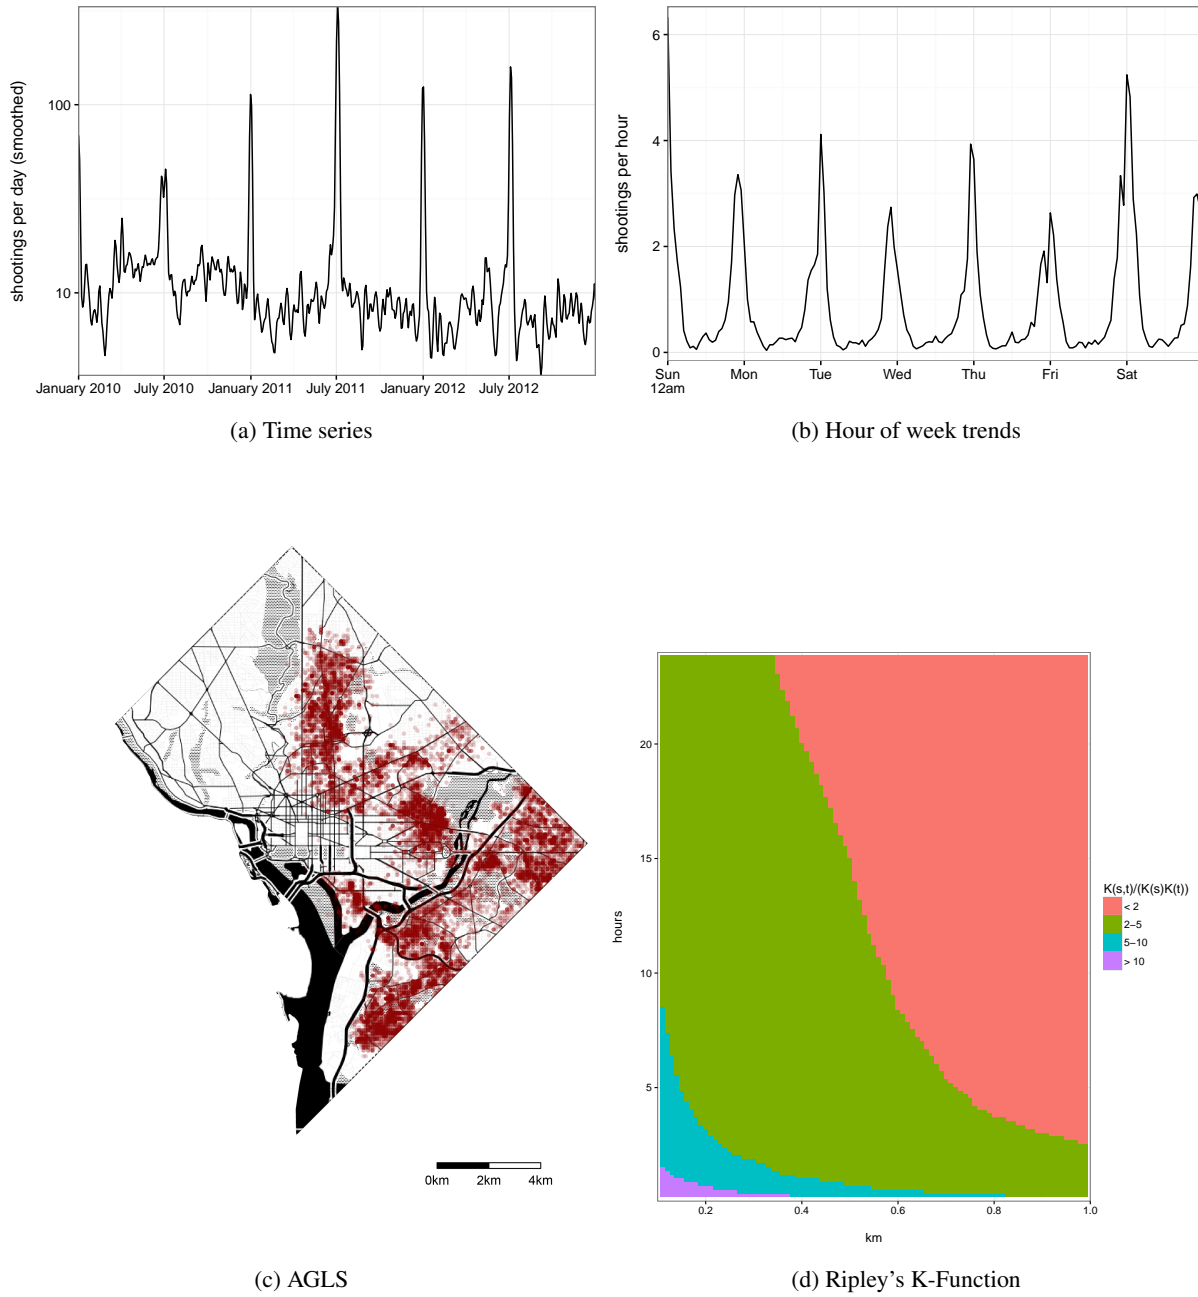 shootings per day (smoothed)
100
10
January 2010 July 2010 January 2011 July 2011 January 2012 July 2012
(a) Time series
shootings per hour
6
4
2
0
Sun Mon Tue Wed Thu Fri Sat
12am
(b) Hour of week trends
0km 2km 4km
(c) AGLS
hours
20
15
10
5
0.2 0.4 0.6 0.8 1.0
km
K(s,t)/(K(s)K(t))
< 2
2–5
5–10
> 10
(d) Ripley's K-Function